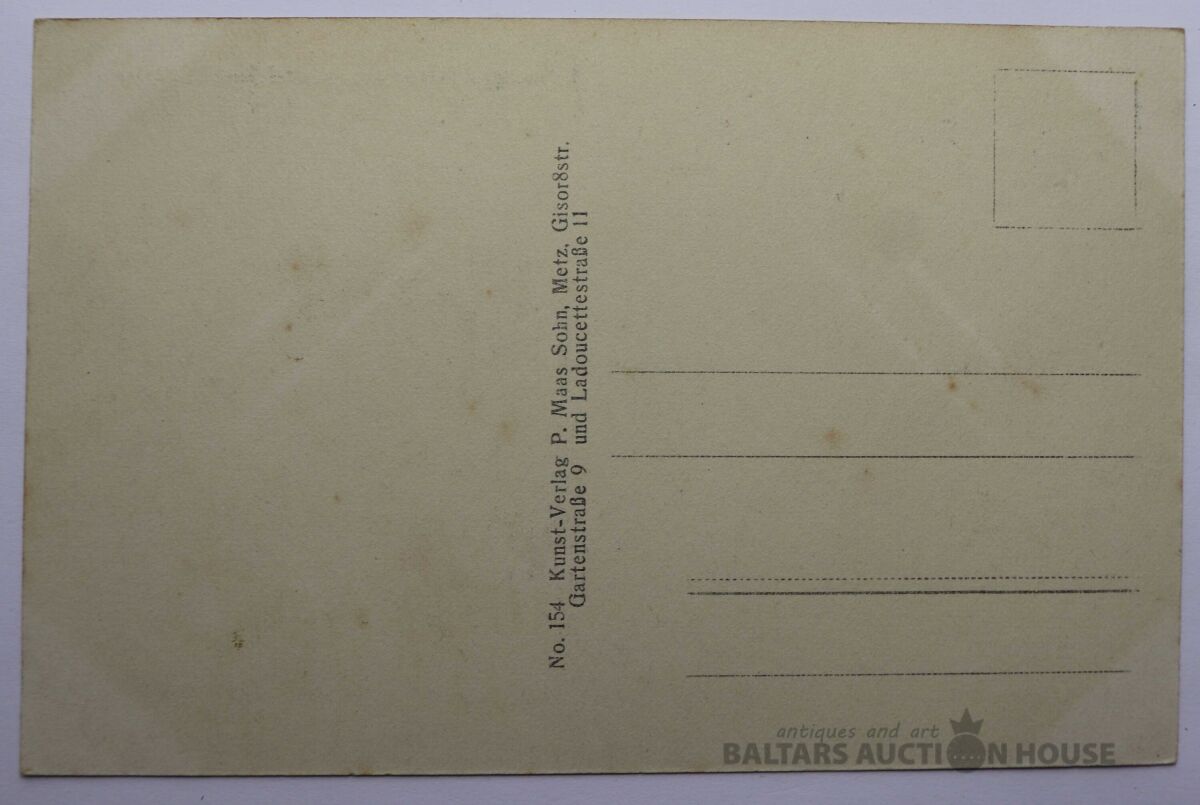 No. 154 Kunst-Verlag P. Maas Sohn, Metz, Gisor8str.
Gartenstraße 9 und Ladoucettestraße 11
antiques and art
BALTARS AUCTION HOUSE